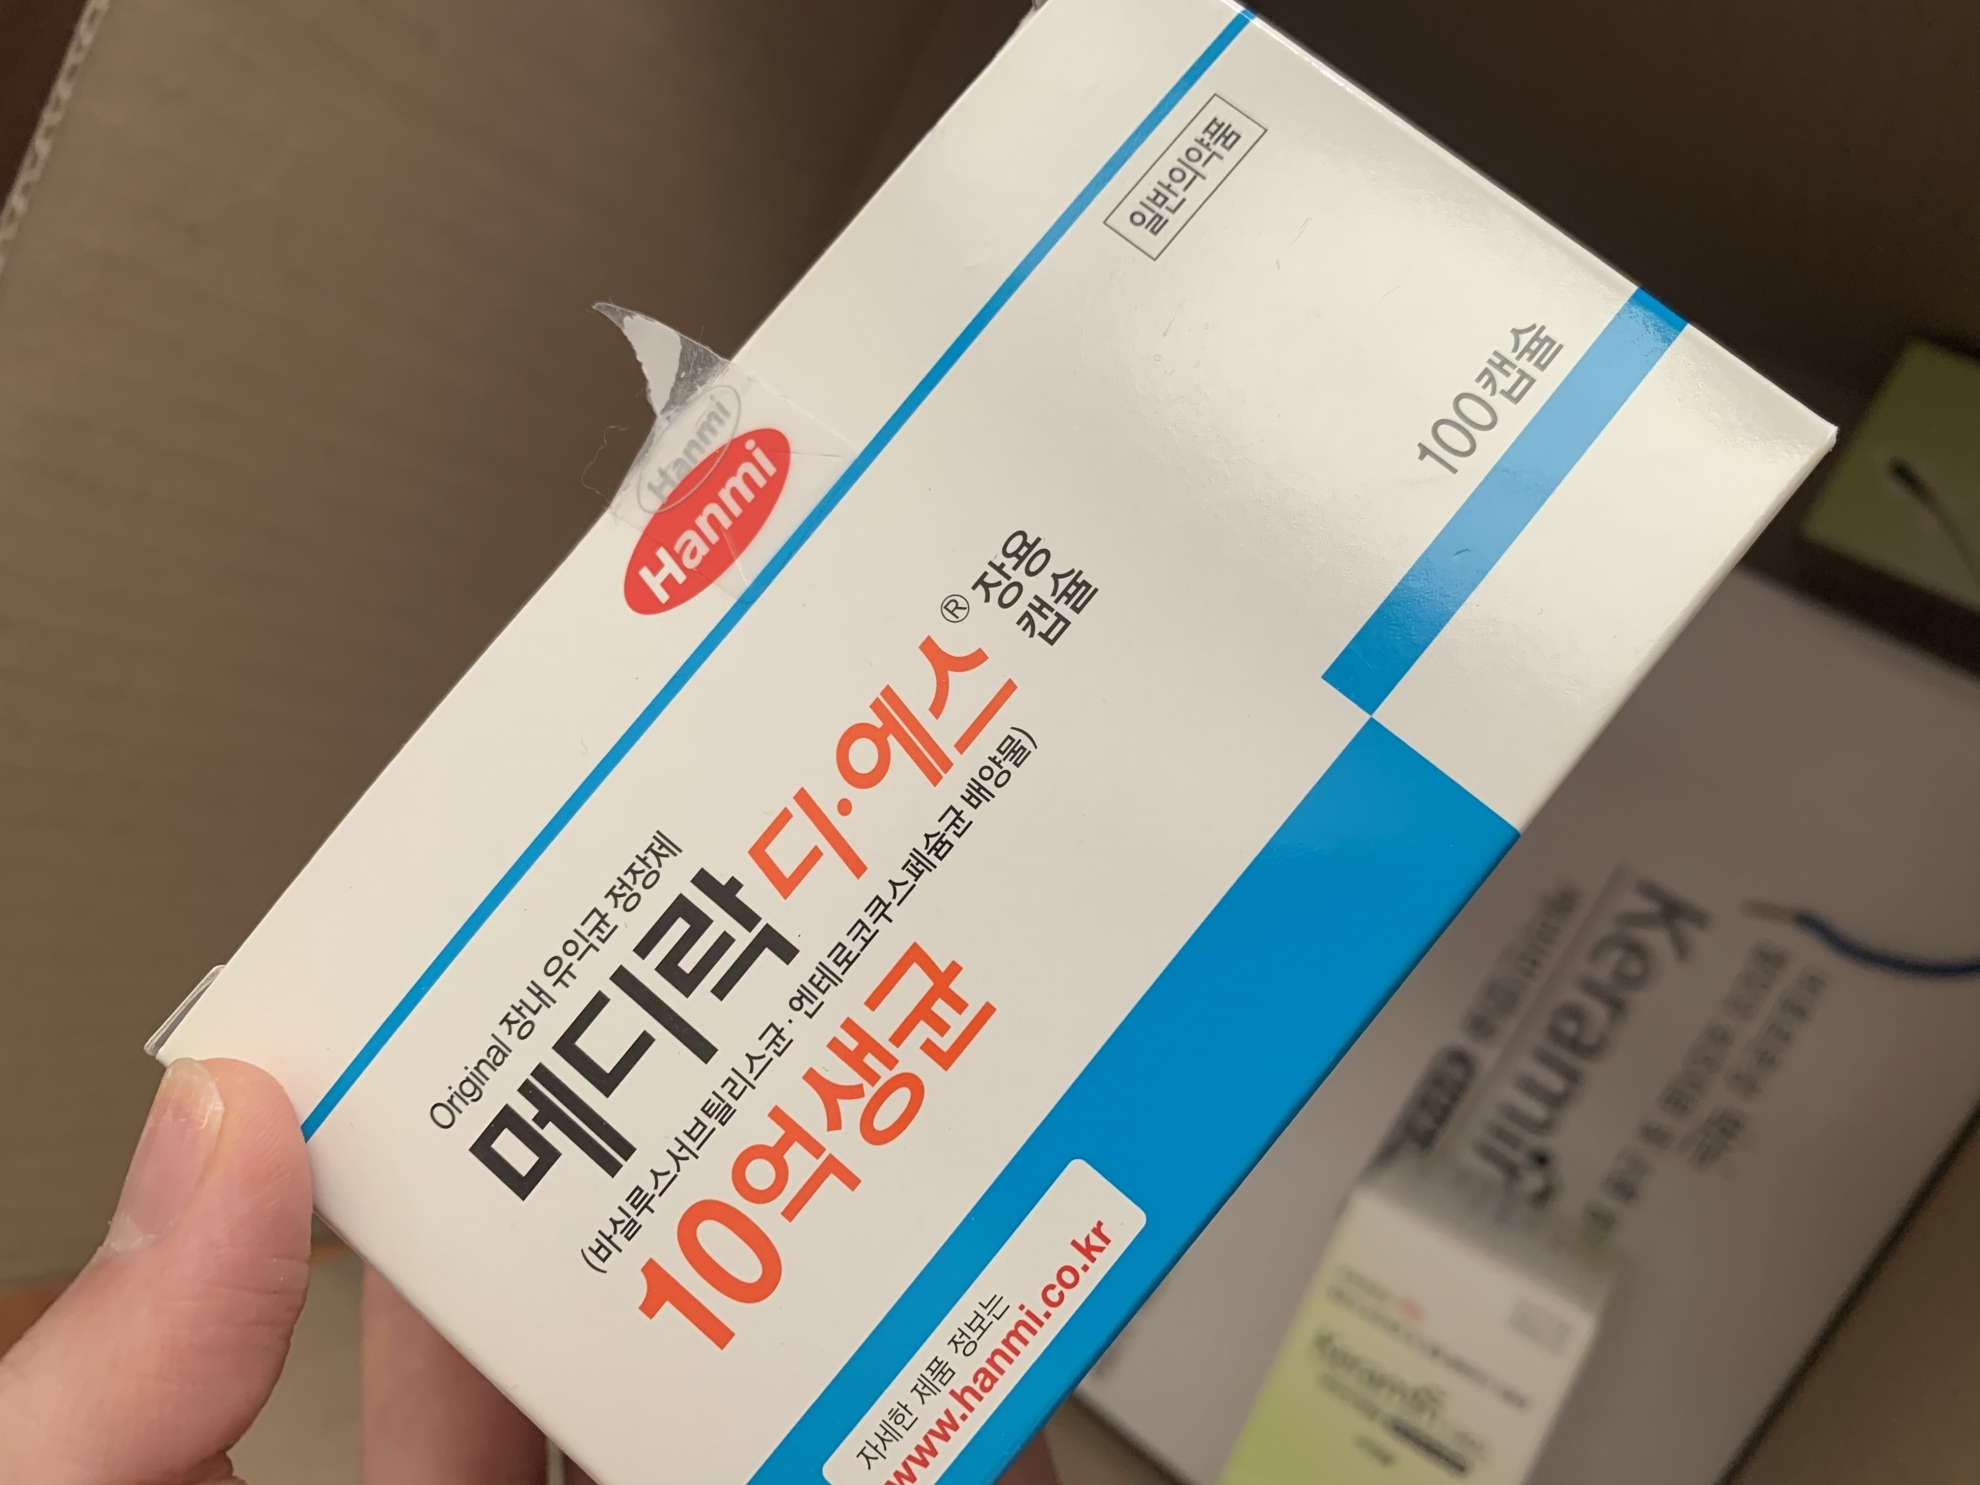 일반의약품
Hanmi
Hanmi
100캡슐
Original 장내 유익균 정장제
메디락 디·에스® 장용
캡슐
(바실루스서브틸리스균·엔테로코쿠스페슘균 배양물)
10억생균
자세한 제품 정보는
www.hanmi.co.kr
Keramin